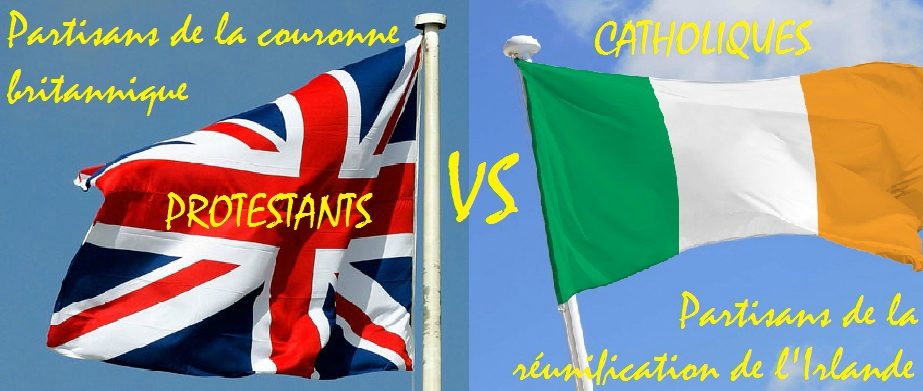 Partisans de la couronne
britannique
PROTESTANTS
VS
CATHOLIQUES
Partisans de la
réunification de l'Irlande